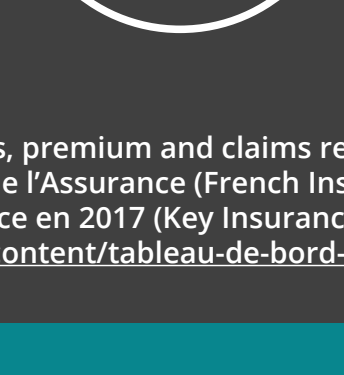 s, premium and claims re
e l’Assurance (French Ins
ce en 2017 (Key Insuranc
ontent/tableau-de-bord-